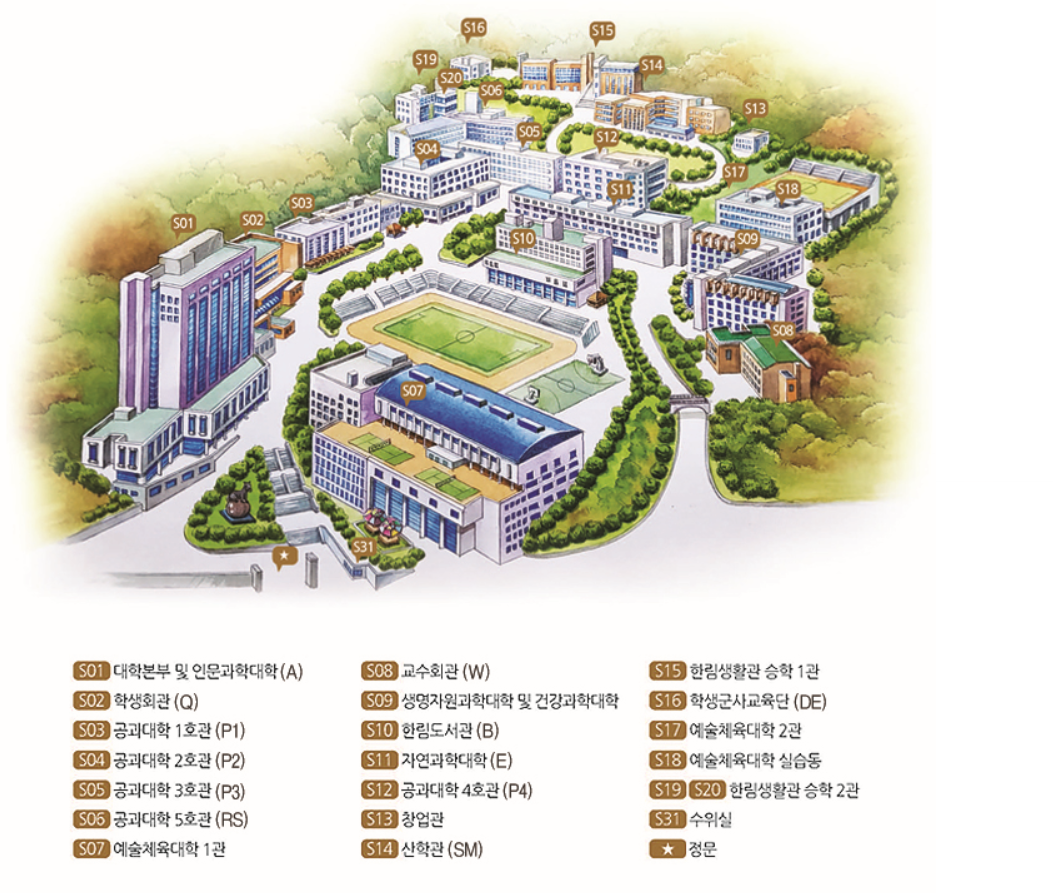 S16
S15
S19
S14
S20
S06
S13
S05
S12
S04
S17
S11
S18
S03
S02
S01
S10
S09
S08
S07
S31
★
S01 대학본부 및 인문과학대학 (A)
S02 학생회관 (Q)
S03 공과대학 1호관 (P1)
S04 공과대학 2호관 (P2)
S05 공과대학 3호관 (P3)
S06 공과대학 5호관 (RS)
S07 예술체육대학 1관
S08 교수회관 (W)
S09 생명자원과학대학 및 건강과학대학
S10 한림도서관 (B)
S11 자연과학대학 (E)
S12 공과대학 4호관 (P4)
S13 창업관
S14 산학관 (SM)
S15 한림생활관 승학 1관
S16 학생군사교육단 (DE)
S17 예술체육대학 2관
S18 예술체육대학 실습동
S19 S20 한림생활관 승학 2관
S31 수위실
★ 정문